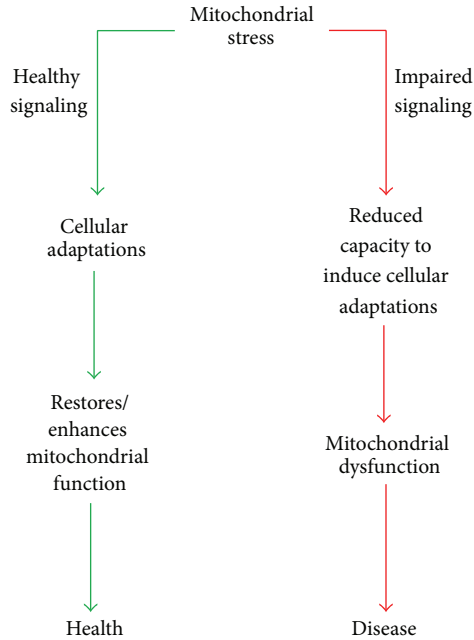 Mitochondrial
stress
Healthy
signaling
Impaired
signaling
Cellular
adaptations
Reduced
capacity to
induce cellular
adaptations
Restores/
enhances
mitochondrial
function
Mitochondrial
dysfunction
Health
Disease